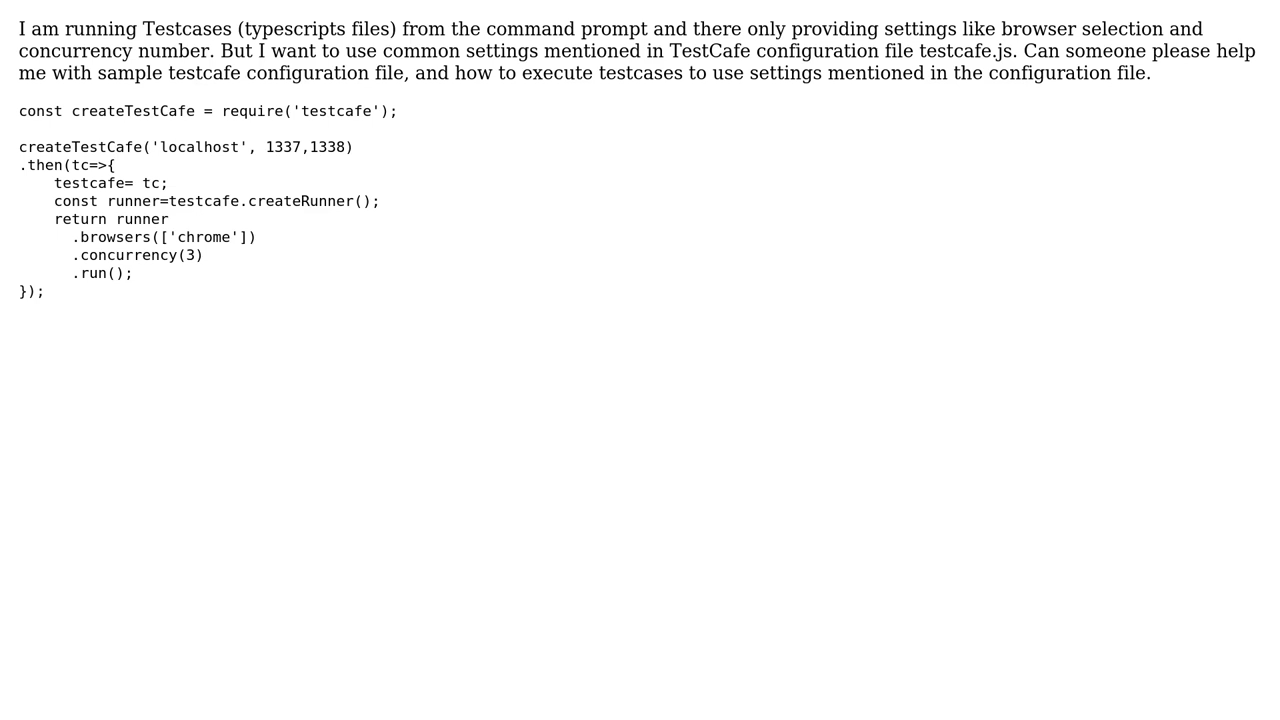 I am running Testcases (typescripts files) from the command prompt and there only providing settings like browser selection and
concurrency number. But I want to use common settings mentioned in TestCafe configuration file testcafe.js. Can someone please help
me with sample testcafe configuration file, and how to execute testcases to use settings mentioned in the configuration file.
const createTestCafe = require('testcafe');
createTestCafe('localhost', 1337,1338)
.then(tc=>{
    testcafe= tc;
    const runner=testcafe.createRunner();
    return runner
      .browsers(['chrome'])
      .concurrency(3)
      .run();
});